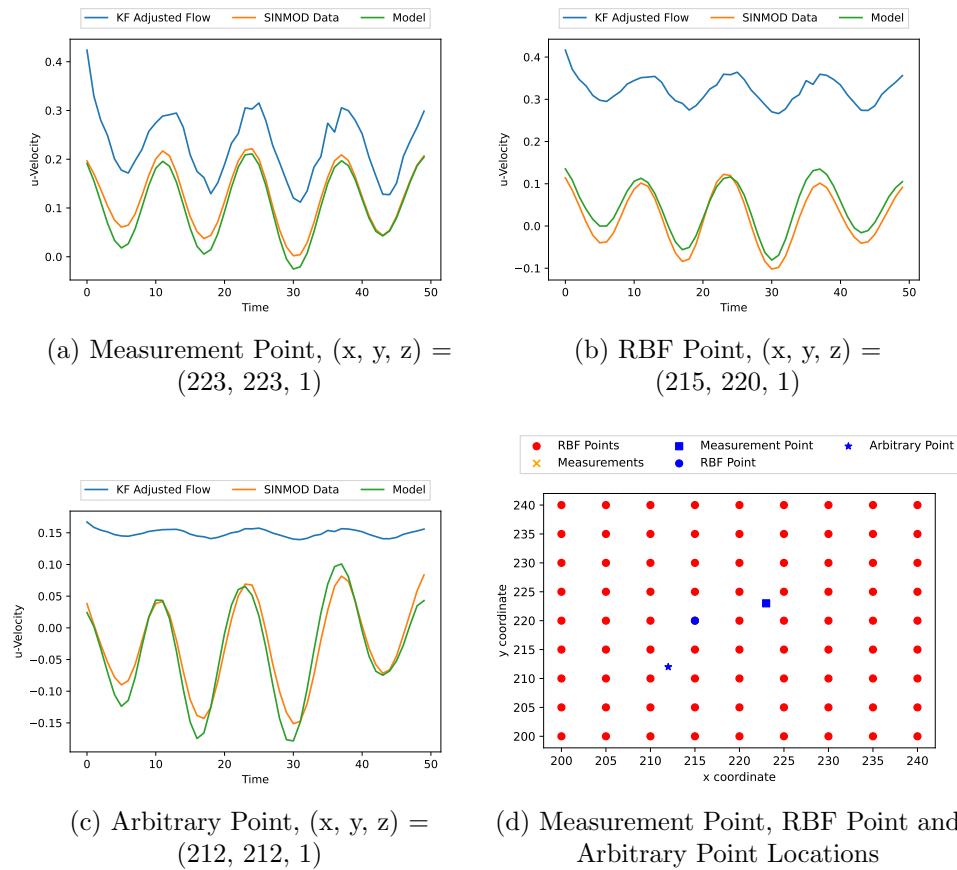 KF Adjusted Flow SINMOD Data Model
0.4
0.3
0.2
0.1
0.0
u-Velocity
0 10 20 30 40 50
Time
(a) Measurement Point, (x, y, z) =
(223, 223, 1)
KF Adjusted Flow SINMOD Data Model
0.4
0.3
0.2
0.1
0.0
−0.1
u-Velocity
0 10 20 30 40 50
Time
(b) RBF Point, (x, y, z) =
(215, 220, 1)
KF Adjusted Flow SINMOD Data Model
0.15
0.10
0.05
0.00
−0.05
−0.10
−0.15
u-Velocity
0 10 20 30 40 50
Time
(c) Arbitrary Point, (x, y, z) =
(212, 212, 1)
RBF Points Measurement Point Arbitrary Point
Measurements RBF Point
240
235
230
225
220
215
210
205
200
y coordinate
200 205 210 215 220 225 230 235 240
x coordinate
(d) Measurement Point, RBF Point and
Arbitrary Point Locations